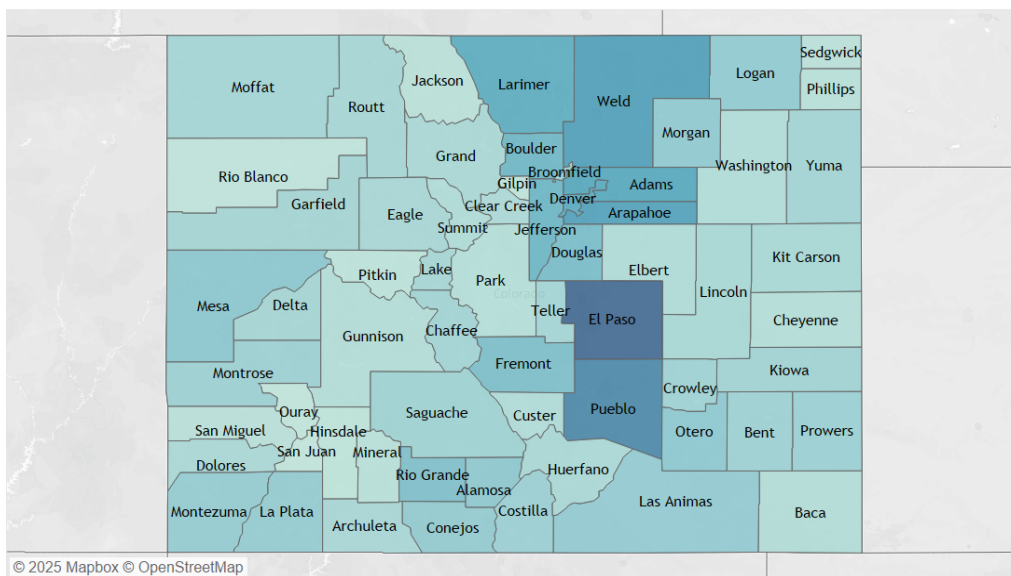 Moffat
Routt
Jackson
Larimer
Weld
Logan
Sedgwick
Phillips
Morgan
Grand
Boulder
Broomfield
Washington
Yuma
Rio Blanco
Garfield
Eagle
Gilpin
Clear Creek
Summit
Denver
Adams
Arapahoe
Jefferson
Douglas
Elbert
Lincoln
Kit Carson
Mesa
Delta
Pitkin
Lake
Park
Colorado
Teller
El Paso
Cheyenne
Gunnison
Chaffee
Fremont
Montrose
Kiowa
Crowley
Ouray
Saguache
Custer
Pueblo
San Miguel
Hinsdale
Otero
Bent
Prowers
San Juan
Mineral
Dolores
Rio Grande
Alamosa
Huerfano
Montezuma
La Plata
Archuleta
Conejos
Costilla
Las Animas
Baca
© 2025 Mapbox © OpenStreetMap